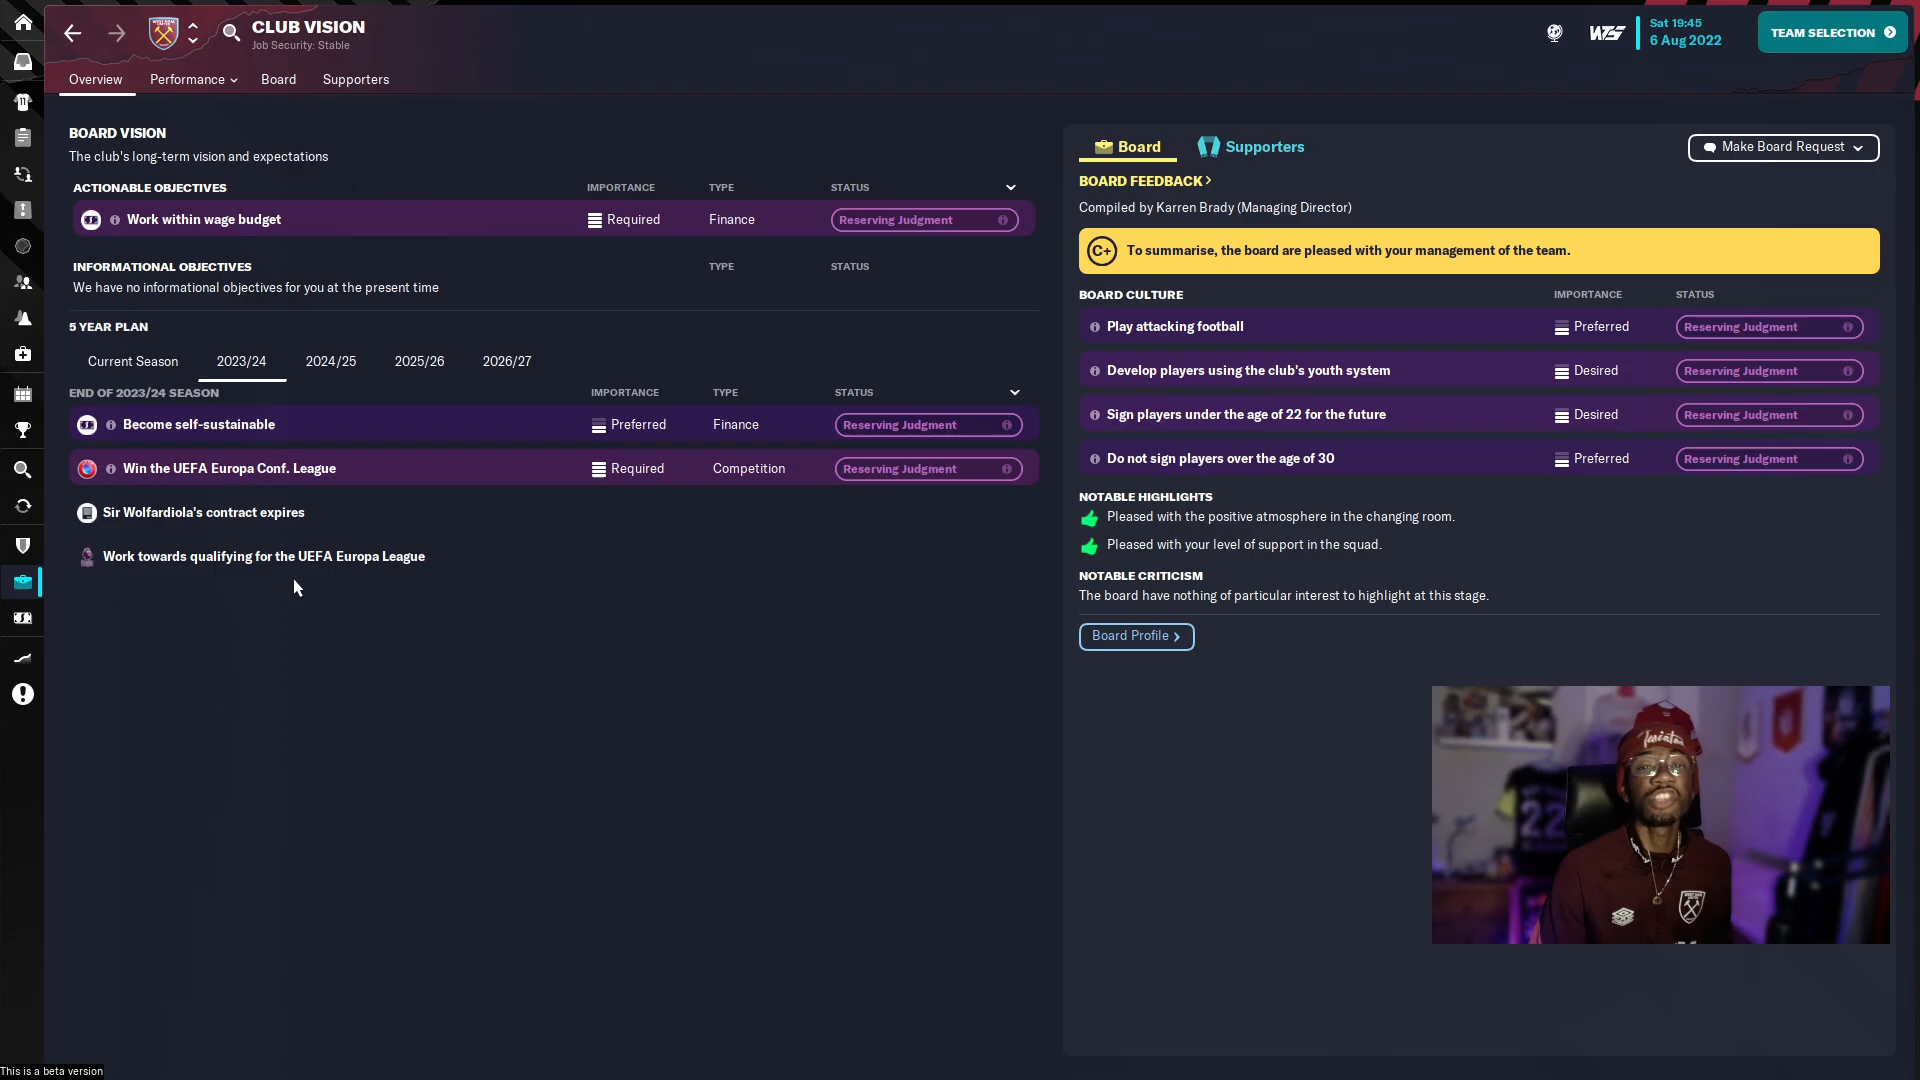 CLUB VISION
Job Security: Stable
Sat 19:45
6 Aug 2022
TEAM SELECTION
Overview
Performance
Board
Supporters
BOARD VISION
The club's long-term vision and expectations
ACTIONABLE OBJECTIVES IMPORTANCE TYPE STATUS
Work within wage budget Required Finance Reserving Judgment
INFORMATIONAL OBJECTIVES TYPE STATUS
We have no informational objectives for you at the present time
5 YEAR PLAN
Current Season 2023/24 2024/25 2025/26 2026/27
END OF 2023/24 SEASON IMPORTANCE TYPE STATUS
Become self-sustainable Preferred Finance Reserving Judgment
Win the UEFA Europa Conf. League Required Competition Reserving Judgment
Sir Wolfardiola's contract expires
Work towards qualifying for the UEFA Europa League
Board Supporters Make Board Request
BOARD FEEDBACK
Compiled by Karren Brady (Managing Director)
C+ To summarise, the board are pleased with your management of the team.
BOARD CULTURE IMPORTANCE STATUS
Play attacking football Preferred Reserving Judgment
Develop players using the club's youth system Desired Reserving Judgment
Sign players under the age of 22 for the future Desired Reserving Judgment
Do not sign players over the age of 30 Preferred Reserving Judgment
NOTABLE HIGHLIGHTS
Pleased with the positive atmosphere in the changing room.
Pleased with your level of support in the squad.
NOTABLE CRITICISM
The board have nothing of particular interest to highlight at this stage.
Board Profile
22
This is a beta version